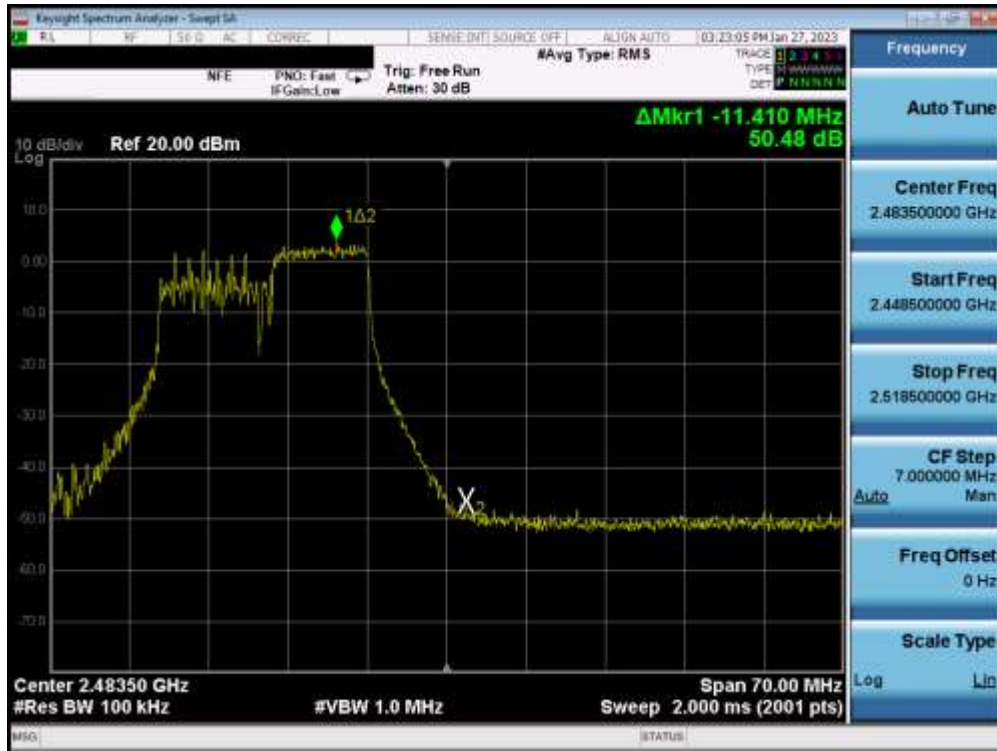 Keysight Spectrum Analyzer - Swept SA
RL RF 50 Ω AC CORREC SENSE:INT SOURCE OFF ALIGN AUTO 03:23:05 PM Jan 27, 2023
NFE PNO: Fast Trig: Free Run #Avg Type: RMS TRACE 1 2 3 4 5 6
IFGain:Low Atten: 30 dB TYPE
DET P N N N N N
ΔMkr1 -11.410 MHz
50.48 dB
10 dB/div Ref 20.00 dBm
Log
10.0
0.00
-10.0
-20.0
-30.0
-40.0
-50.0
-60.0
-70.0
1Δ2
X2
Center 2.48350 GHz Span 70.00 MHz
#Res BW 100 kHz #VBW 1.0 MHz Sweep 2.000 ms (2001 pts)
MSG STATUS
Frequency
Auto Tune
Center Freq
2.483500000 GHz
Start Freq
2.448500000 GHz
Stop Freq
2.518500000 GHz
CF Step
7.000000 MHz
Auto Man
Freq Offset
0 Hz
Scale Type
Log Lin